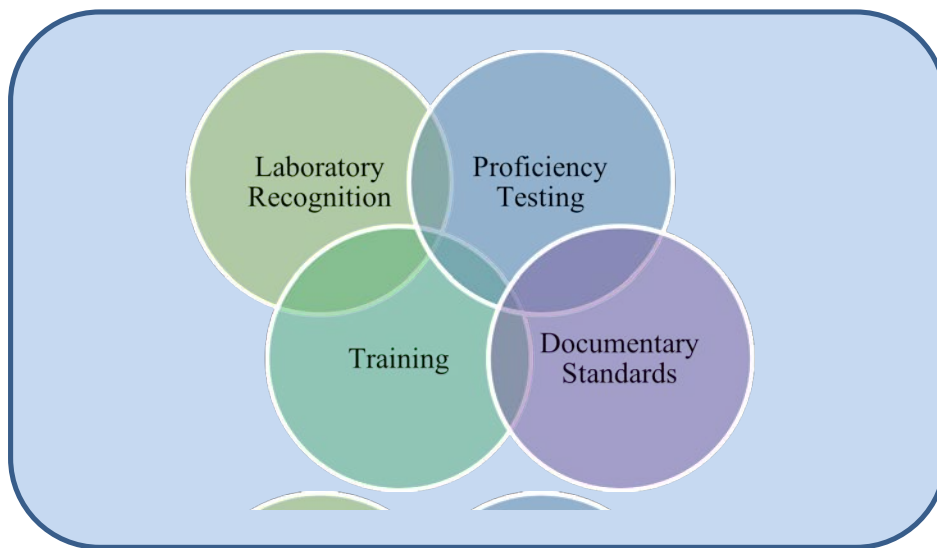 Laboratory
Recognition
Proficiency
Testing
Training
Documentary
Standards